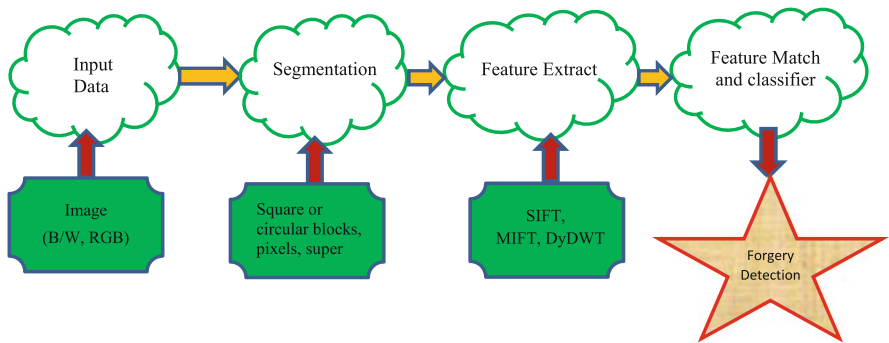 Input
Data
Segmentation
Feature Extract
Feature Match
and classifier
Image
(B/W, RGB)
Square or
circular blocks,
pixels, super
SIFT,
MIFT, DyDWT
Forgery
Detection